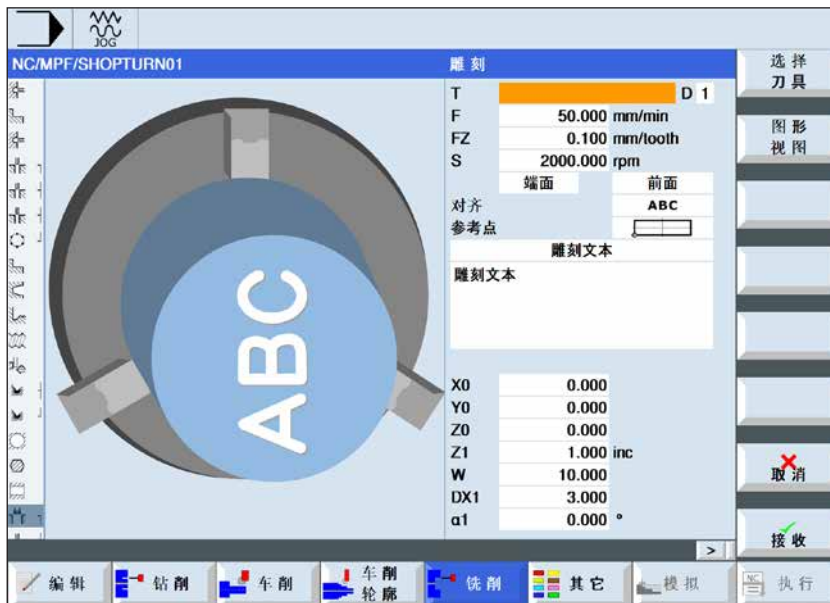 JOG
NC/MPF/SHOPTURN01
雕刻
T D 1
F 50.000 mm/min
FZ 0.100 mm/tooth
S 2000.000 rpm
端面 前面
对齐 ABC
参考点
雕刻文本
雕刻文本
X0 0.000
Y0 0.000
Z0 0.000
Z1 1.000 inc
W 10.000
DX1 3.000
α1 0.000 °
ABC
选择
刀具
图形
视图
取消
接收
>
编辑
钻削
车削
车削
轮廓
铣削
其它
模拟
NC
执行